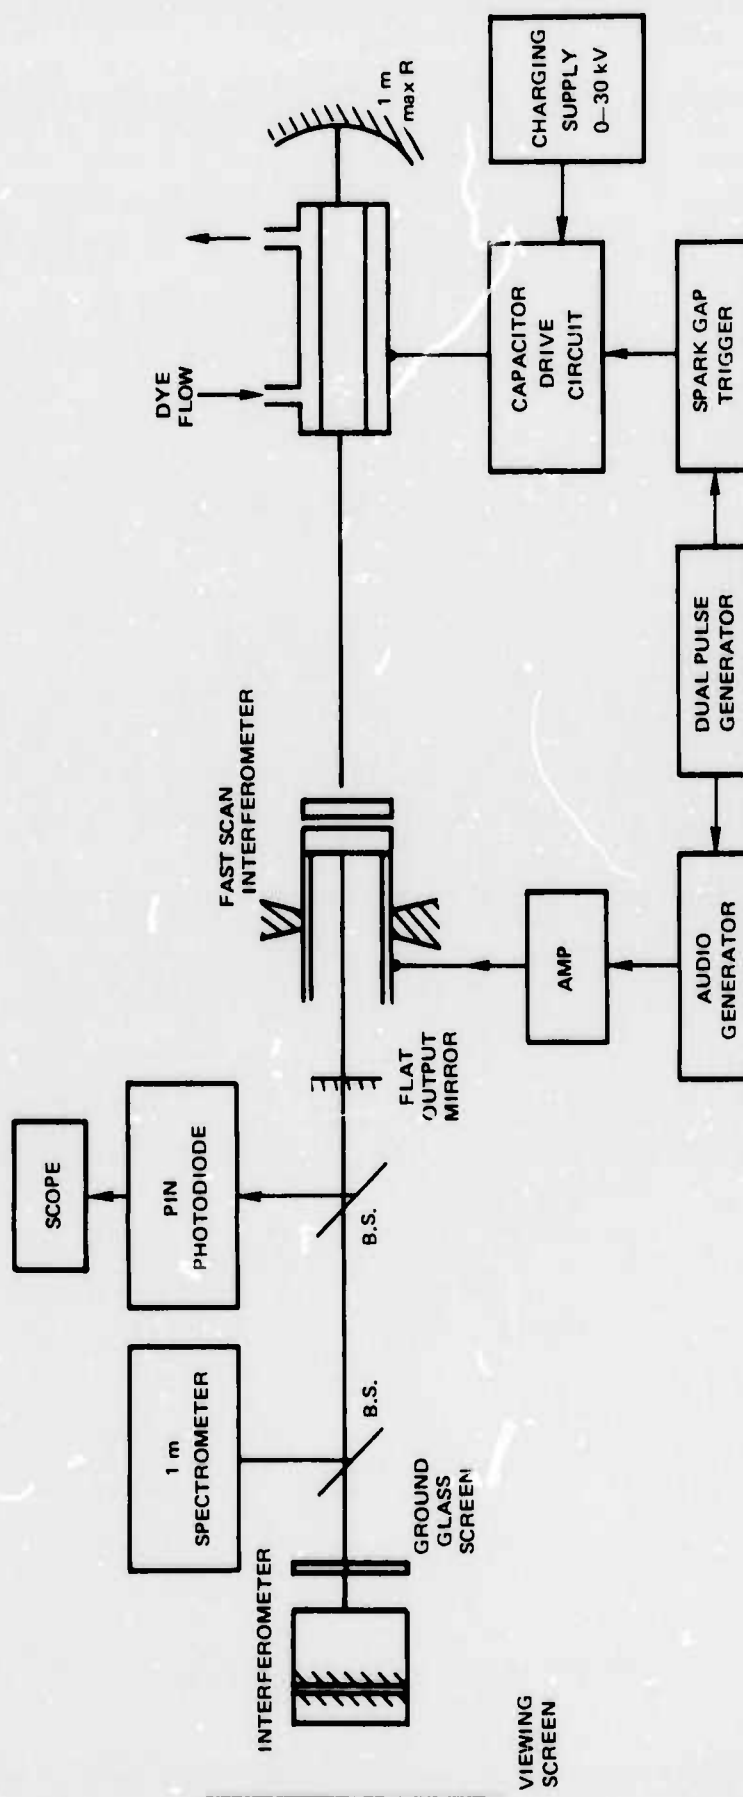 SCOPE
PIN
PHOTODIODE
1 m
SPECTROMETER
INTERFEROMETER
VIEWING
SCREEN
GROUND
GLASS
SCREEN
B.S.
B.S.
FLAT
OUTPUT
MIRROR
FAST SCAN
INTERFEROMETER
DYE
FLOW
1 m
max R
CHARGING
SUPPLY
0–30 kV
CAPACITOR
DRIVE
CIRCUIT
SPARK GAP
TRIGGER
DUAL PULSE
GENERATOR
AUDIO
GENERATOR
AMP